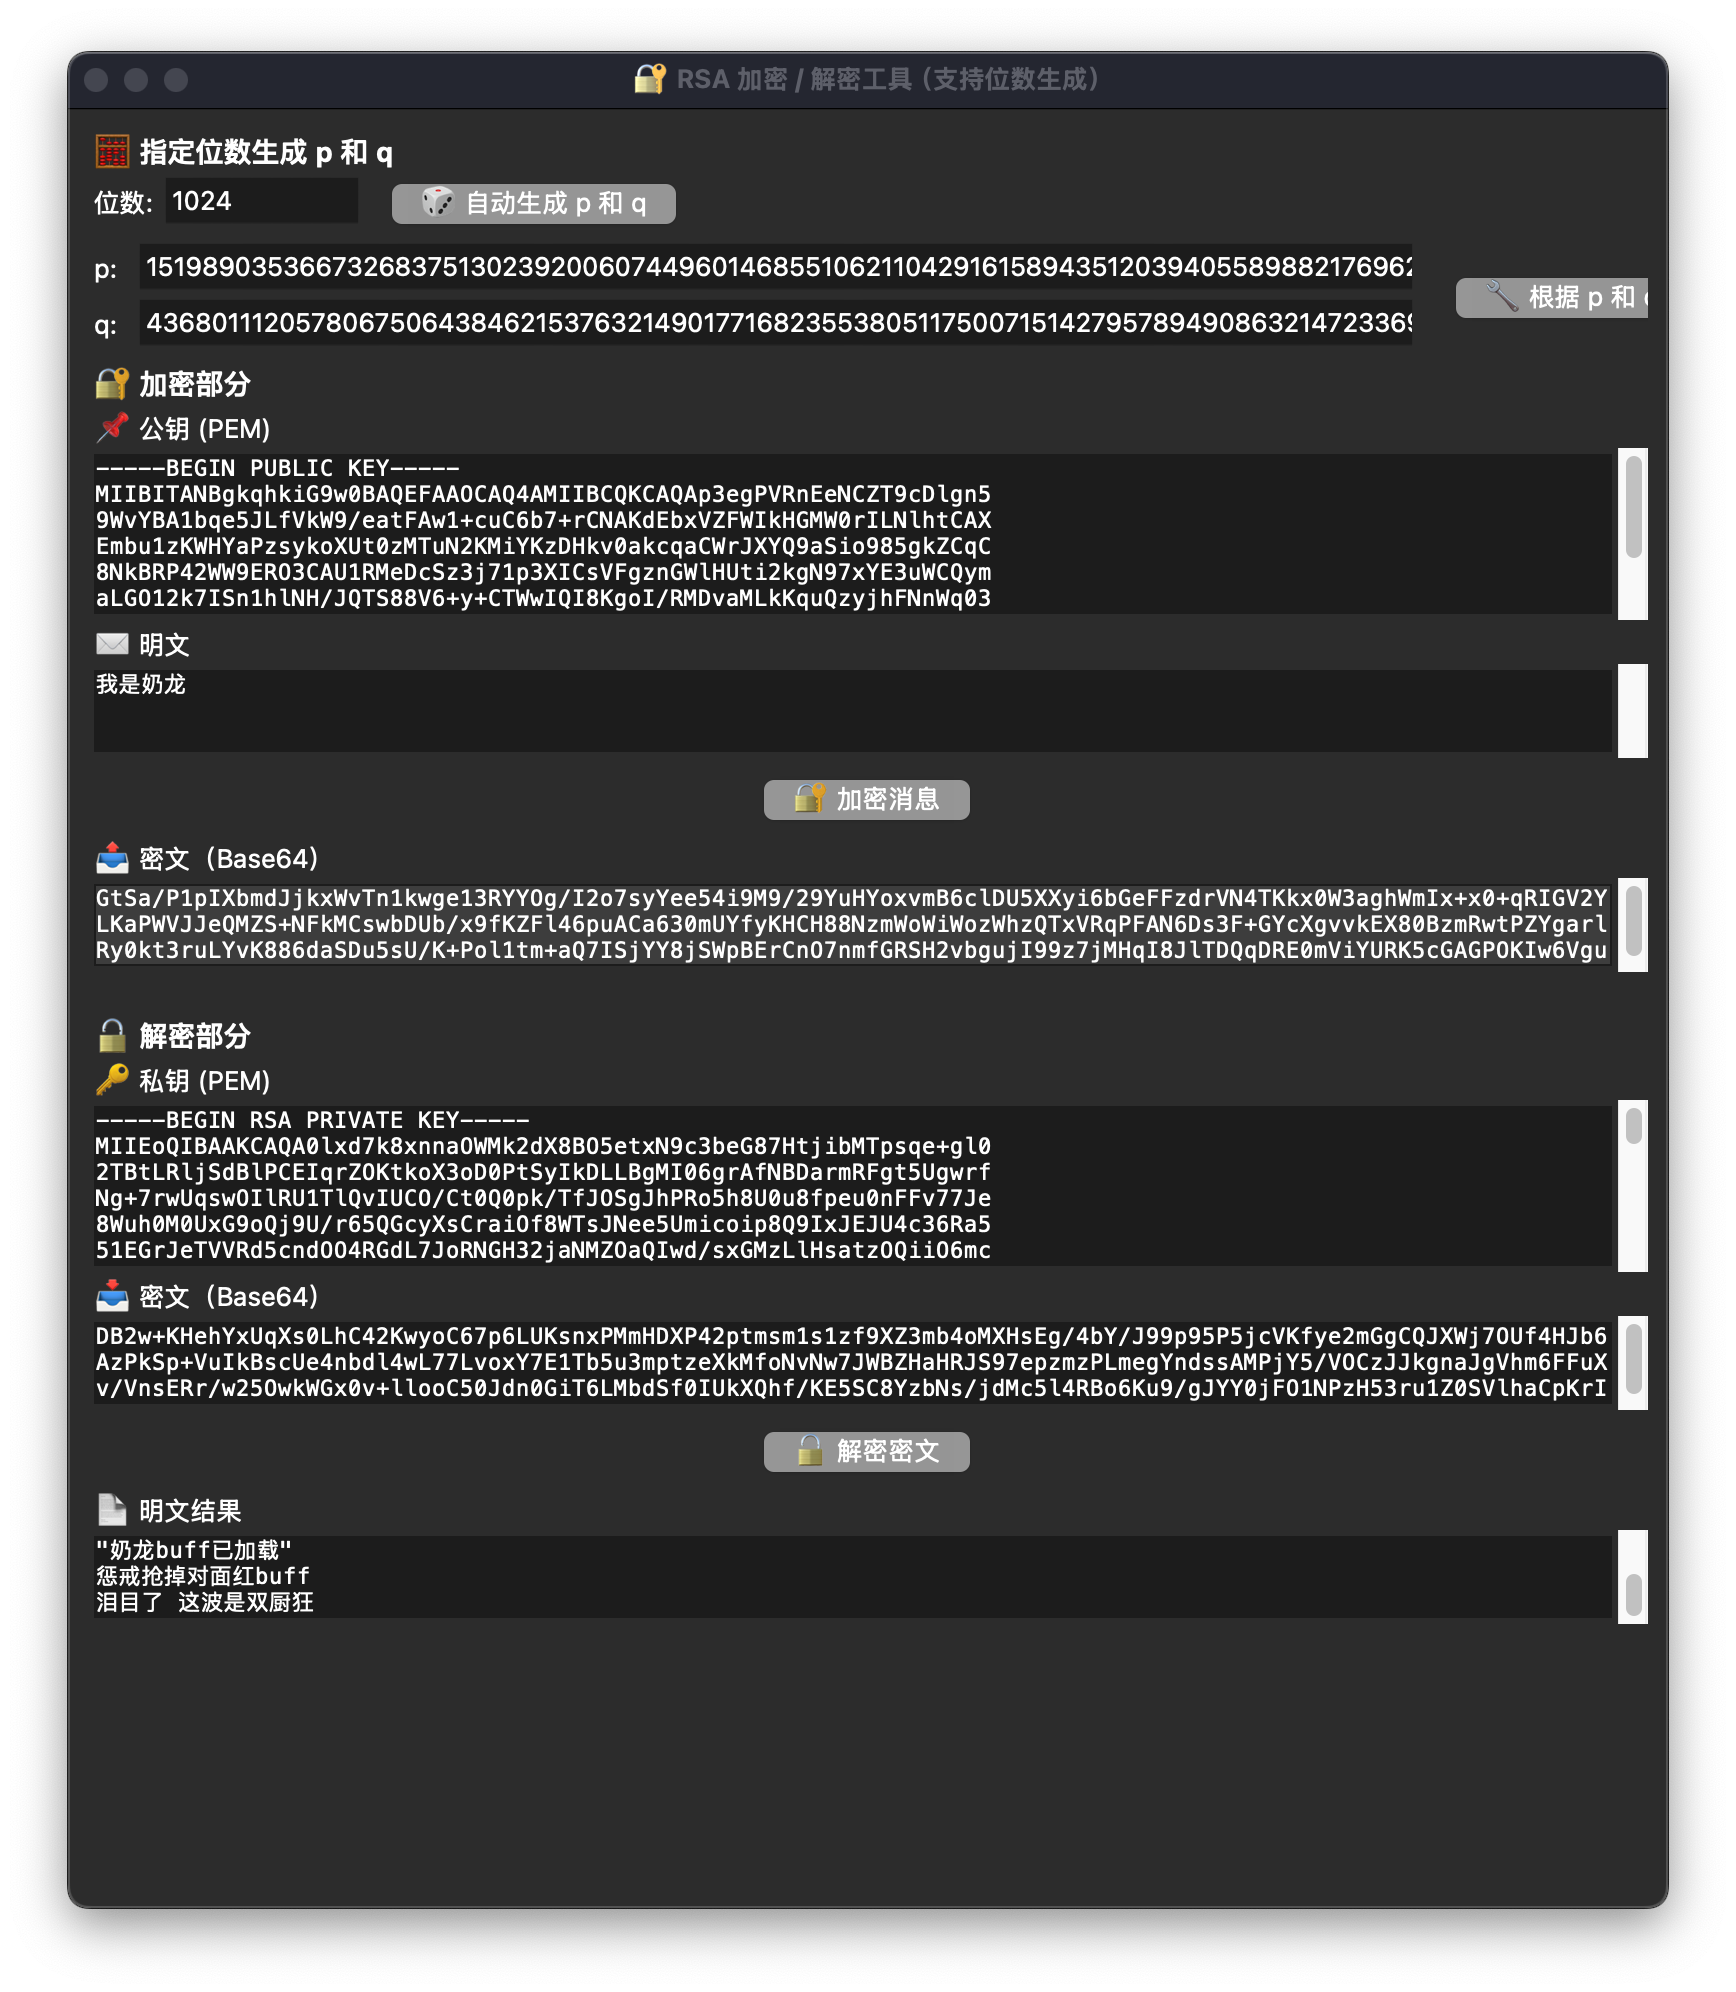 RSA 加密 / 解密工具（支持位数生成）
指定位数生成 p 和 q
位数: 1024 自动生成 p 和 q
p: 1519890353667326837513023920060744960146855106211042916158943512039405589882176962
根据 p 和
q: 43680111205780675064384621537632149017716823553805117500715142795789490863214723369
加密部分
公钥 (PEM)
-----BEGIN PUBLIC KEY-----
MIIBITANBgkqhkiG9w0BAQEFAAOCAQ4AMIIBCQKCAQAp3egPVRnEeNCZT9cDlgn5
9WvYBA1bqe5JLfVkW9/eatFAw1+cuC6b7+rCNAKdEbxVZFWIkHGMW0rILNlhtCAX
Embu1zKWHYaPzsykoXUt0zMTuN2KMiYKzDHkv0akcqaCWrJXYQ9aSio985gkZCqC
8NkBRP42WW9ERO3CAU1RMeDcSz3j71p3XICsVFgznGWlHUti2kgN97xYE3uWCQym
aLGO12k7ISn1hlNH/JQTS88V6+y+CTWwIQI8KgoI/RMDvaMLkKquQzyjhFNnWq03
明文
我是奶龙
加密消息
密文（Base64）
GtSa/P1pIXbmdJjkxWvTn1kwge13RYYOg/I2o7syYee54i9M9/29YuHYoxvmB6clDU5XXyi6bGeFFzdrVN4TKkx0W3aghWmIx+x0+qRIGV2Y
LKaPWVJJeQMZS+NFkMCswbDUb/x9fKZFl46puACa630mUYfyKHCH88NzmWoWiWozWhzQTxVRqPFAN6Ds3F+GYcXgvvkEX80BzmRwtPZYgarl
Ry0kt3ruLYvK886daSDu5sU/K+Pol1tm+aQ7ISjYY8jSWpBErCnO7nmfGRSH2vbgujI99z7jMHqI8JlTDQqDRE0mViYURK5cGAGPOKIw6Vgu
解密部分
私钥 (PEM)
-----BEGIN RSA PRIVATE KEY-----
MIIEoQIBAAKCAQA0lxd7k8xnnaOWMk2dX8BO5etxN9c3beG87HtjibMTpsqe+gl0
2TBtLRljSdBlPCEIqrZOKtkoX3oD0PtSyIkDLLBgMI06grAfNBDarmRFgt5Ugwrf
Ng+7rwUqswOIlRU1TlQvIUCO/Ct0Q0pk/TfJOSgJhPRo5h8U0u8fpeu0nFFv77Je
8Wuh0M0UxG9oQj9U/r65QGcyXsCraiOf8WTsJNee5Umicoip8Q9IxJEJU4c36Ra5
51EGrJeTVVRd5cndOO4RGdL7JoRNGH32jaNMZOaQIwd/sxGMzLlHsatzOQiiO6mc
密文（Base64）
DB2w+KHehYxUqXs0LhC42KwyoC67p6LUKsnxPMmHDXP42ptmsm1s1zf9XZ3mb4oMXHsEg/4bY/J99p95P5jcVKfye2mGgCQJXWj7OUf4HJb6
AzPkSp+VuIkBscUe4nbdl4wL77LvoxY7E1Tb5u3mptzeXkMfoNvNw7JWBZHaHRJS97epzmzPLmegYndssAMPjY5/VOCzJJkgnaJgVhm6FFuX
v/VnsERr/w25OwkWGx0v+llooC50Jdn0GiT6LMbdSf0IUkXQhf/KE5SC8YzbNs/jdMc5l4RBo6Ku9/gJYY0jFO1NPzH53ru1Z0SVlhaCpKrI
解密密文
明文结果
"奶龙buff已加载"
惩戒抢掉对面红buff
泪目了 这波是双厨狂